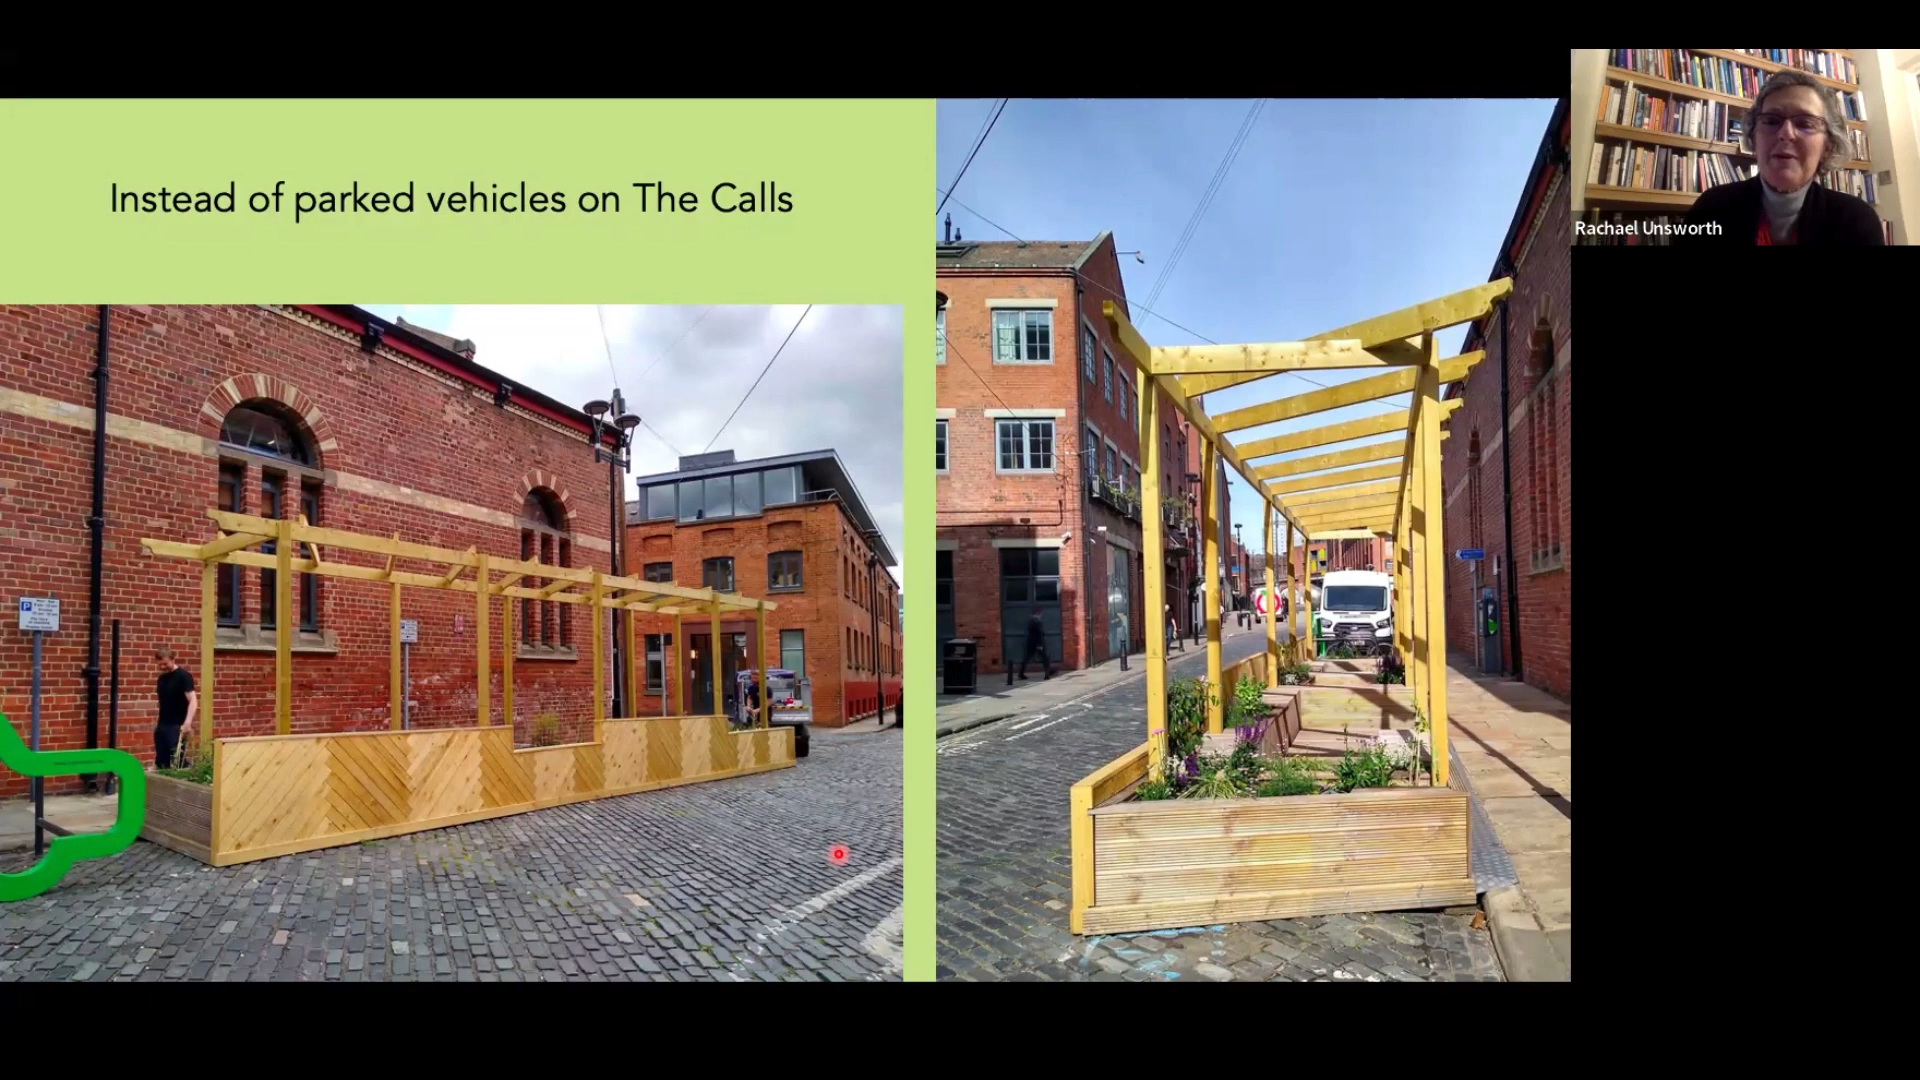 Instead of parked vehicles on The Calls
Rachael Unsworth
P